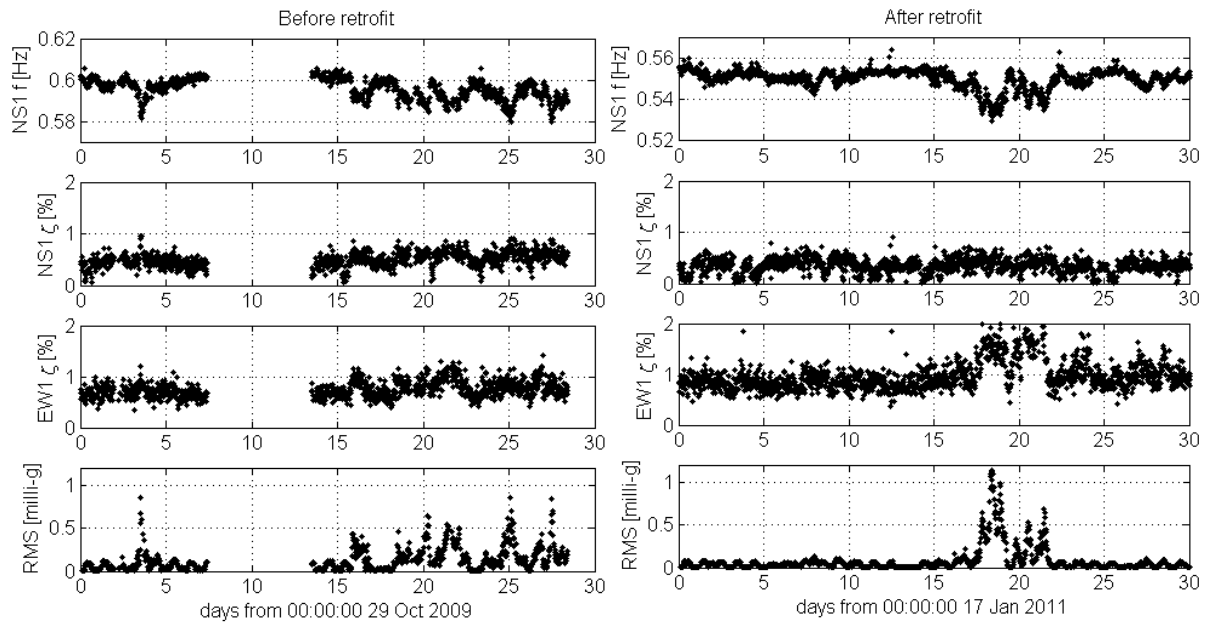 Before retrofit
After retrofit
NS1 f [Hz]
0.62
0.6
0.58
0 5 10 15 20 25 30
NS1 f [Hz]
0.56
0.54
0.52
0 5 10 15 20 25 30
NS1 ζ [%]
2
1
0
0 5 10 15 20 25 30
NS1 ζ [%]
2
1
0
0 5 10 15 20 25 30
EW1 ζ [%]
2
1
0
0 5 10 15 20 25 30
EW1 ζ [%]
2
1
0
0 5 10 15 20 25 30
RMS [milli-g]
1
0.5
0
0 5 10 15 20 25 30
days from 00:00:00 29 Oct 2009
RMS [milli-g]
1
0.5
0
0 5 10 15 20 25 30
days from 00:00:00 17 Jan 2011